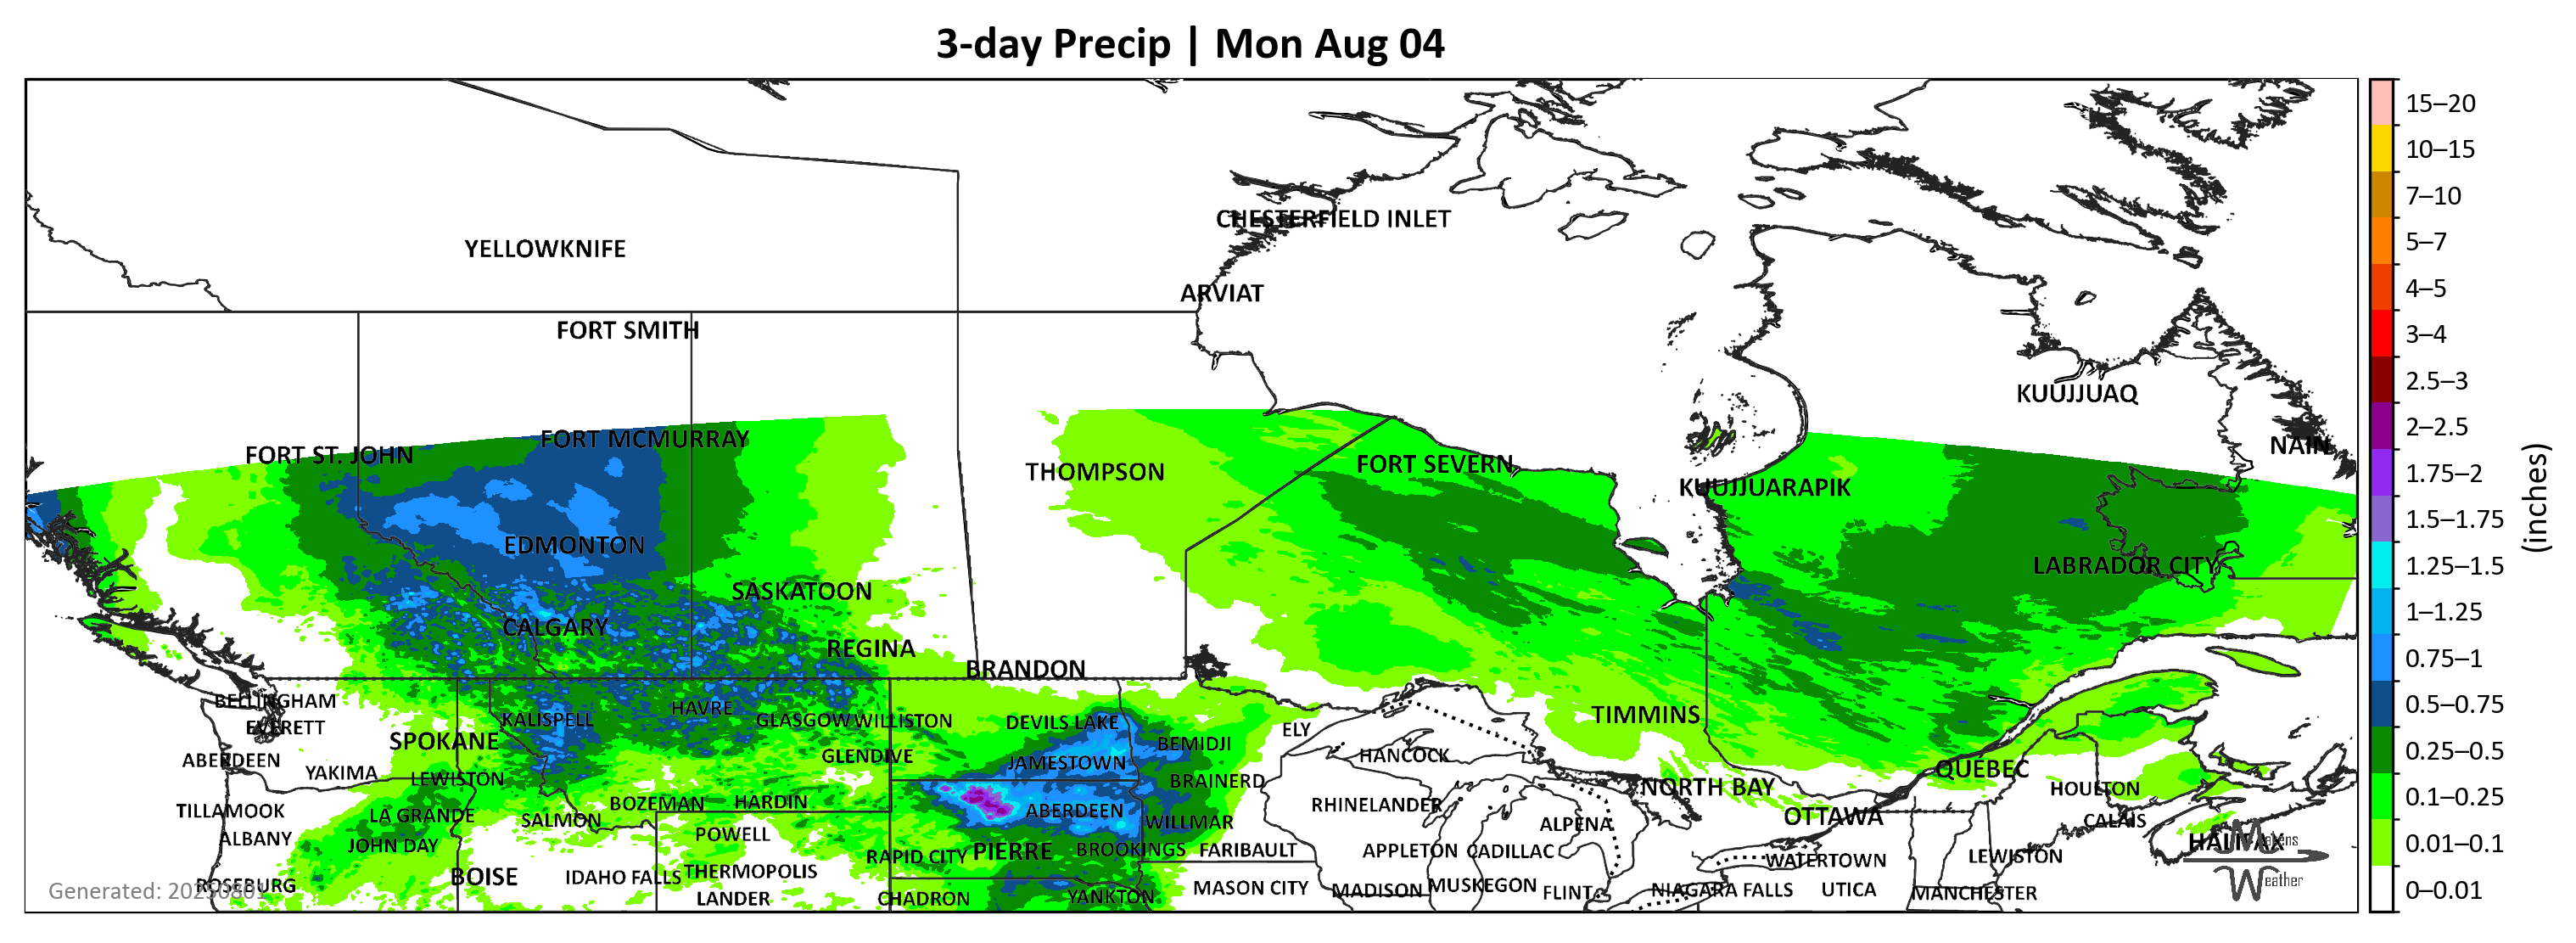 3-day Precip | Mon Aug 04
CHESTERFIELD INLET
YELLOWKNIFE
ARVIAT
FORT SMITH
KUUJJUAQ
FORT MCMURRAY
NAIN
FORT ST. JOHN
FORT SEVERN
THOMPSON
KUUJJUARAPIK
EDMONTON
LABRADOR CITY
SASKATOON
CALGARY
REGINA
BRANDON
BELLINGHAM
HAVRE
TIMMINS
KALISPELL
GLASGOW
WILLISTON
DEVILS LAKE
EVERETT
ELY
SPOKANE
BEMIDJI
GLENDIVE
HANCOCK
ABERDEEN
JAMESTOWN
QUÉBEC
YAKIMA
LEWISTON
BRAINERD
NORTH BAY
HOULTON
BOZEMAN
HARDIN
RHINELANDER
TILLAMOOK
ABERDEEN
LA GRANDE
OTTAWA
SALMON
WILLMAR
CALAIS
ALPENA
POWELL
ALBANY
HALIFAX
Makens
Weather
JOHN DAY
RAPID CITY
PIERRE
BROOKINGS
FARIBAULT
APPLETON
CADILLAC
WATERTOWN
LEWISTON
THERMOPOLIS
BOISE
IDAHO FALLS
ROSEBURG
MASON CITY
MADISON
MUSKEGON
FLINT
NIAGARA FALLS
UTICA
MANCHESTER
LANDER
CHADRON
YANKTON
Generated: 20250801
15–20
10–15
7–10
5–7
4–5
3–4
2.5–3
2–2.5
1.75–2
1.5–1.75
1.25–1.5
1–1.25
0.75–1
0.5–0.75
0.25–0.5
0.1–0.25
0.01–0.1
0–0.01
(inches)